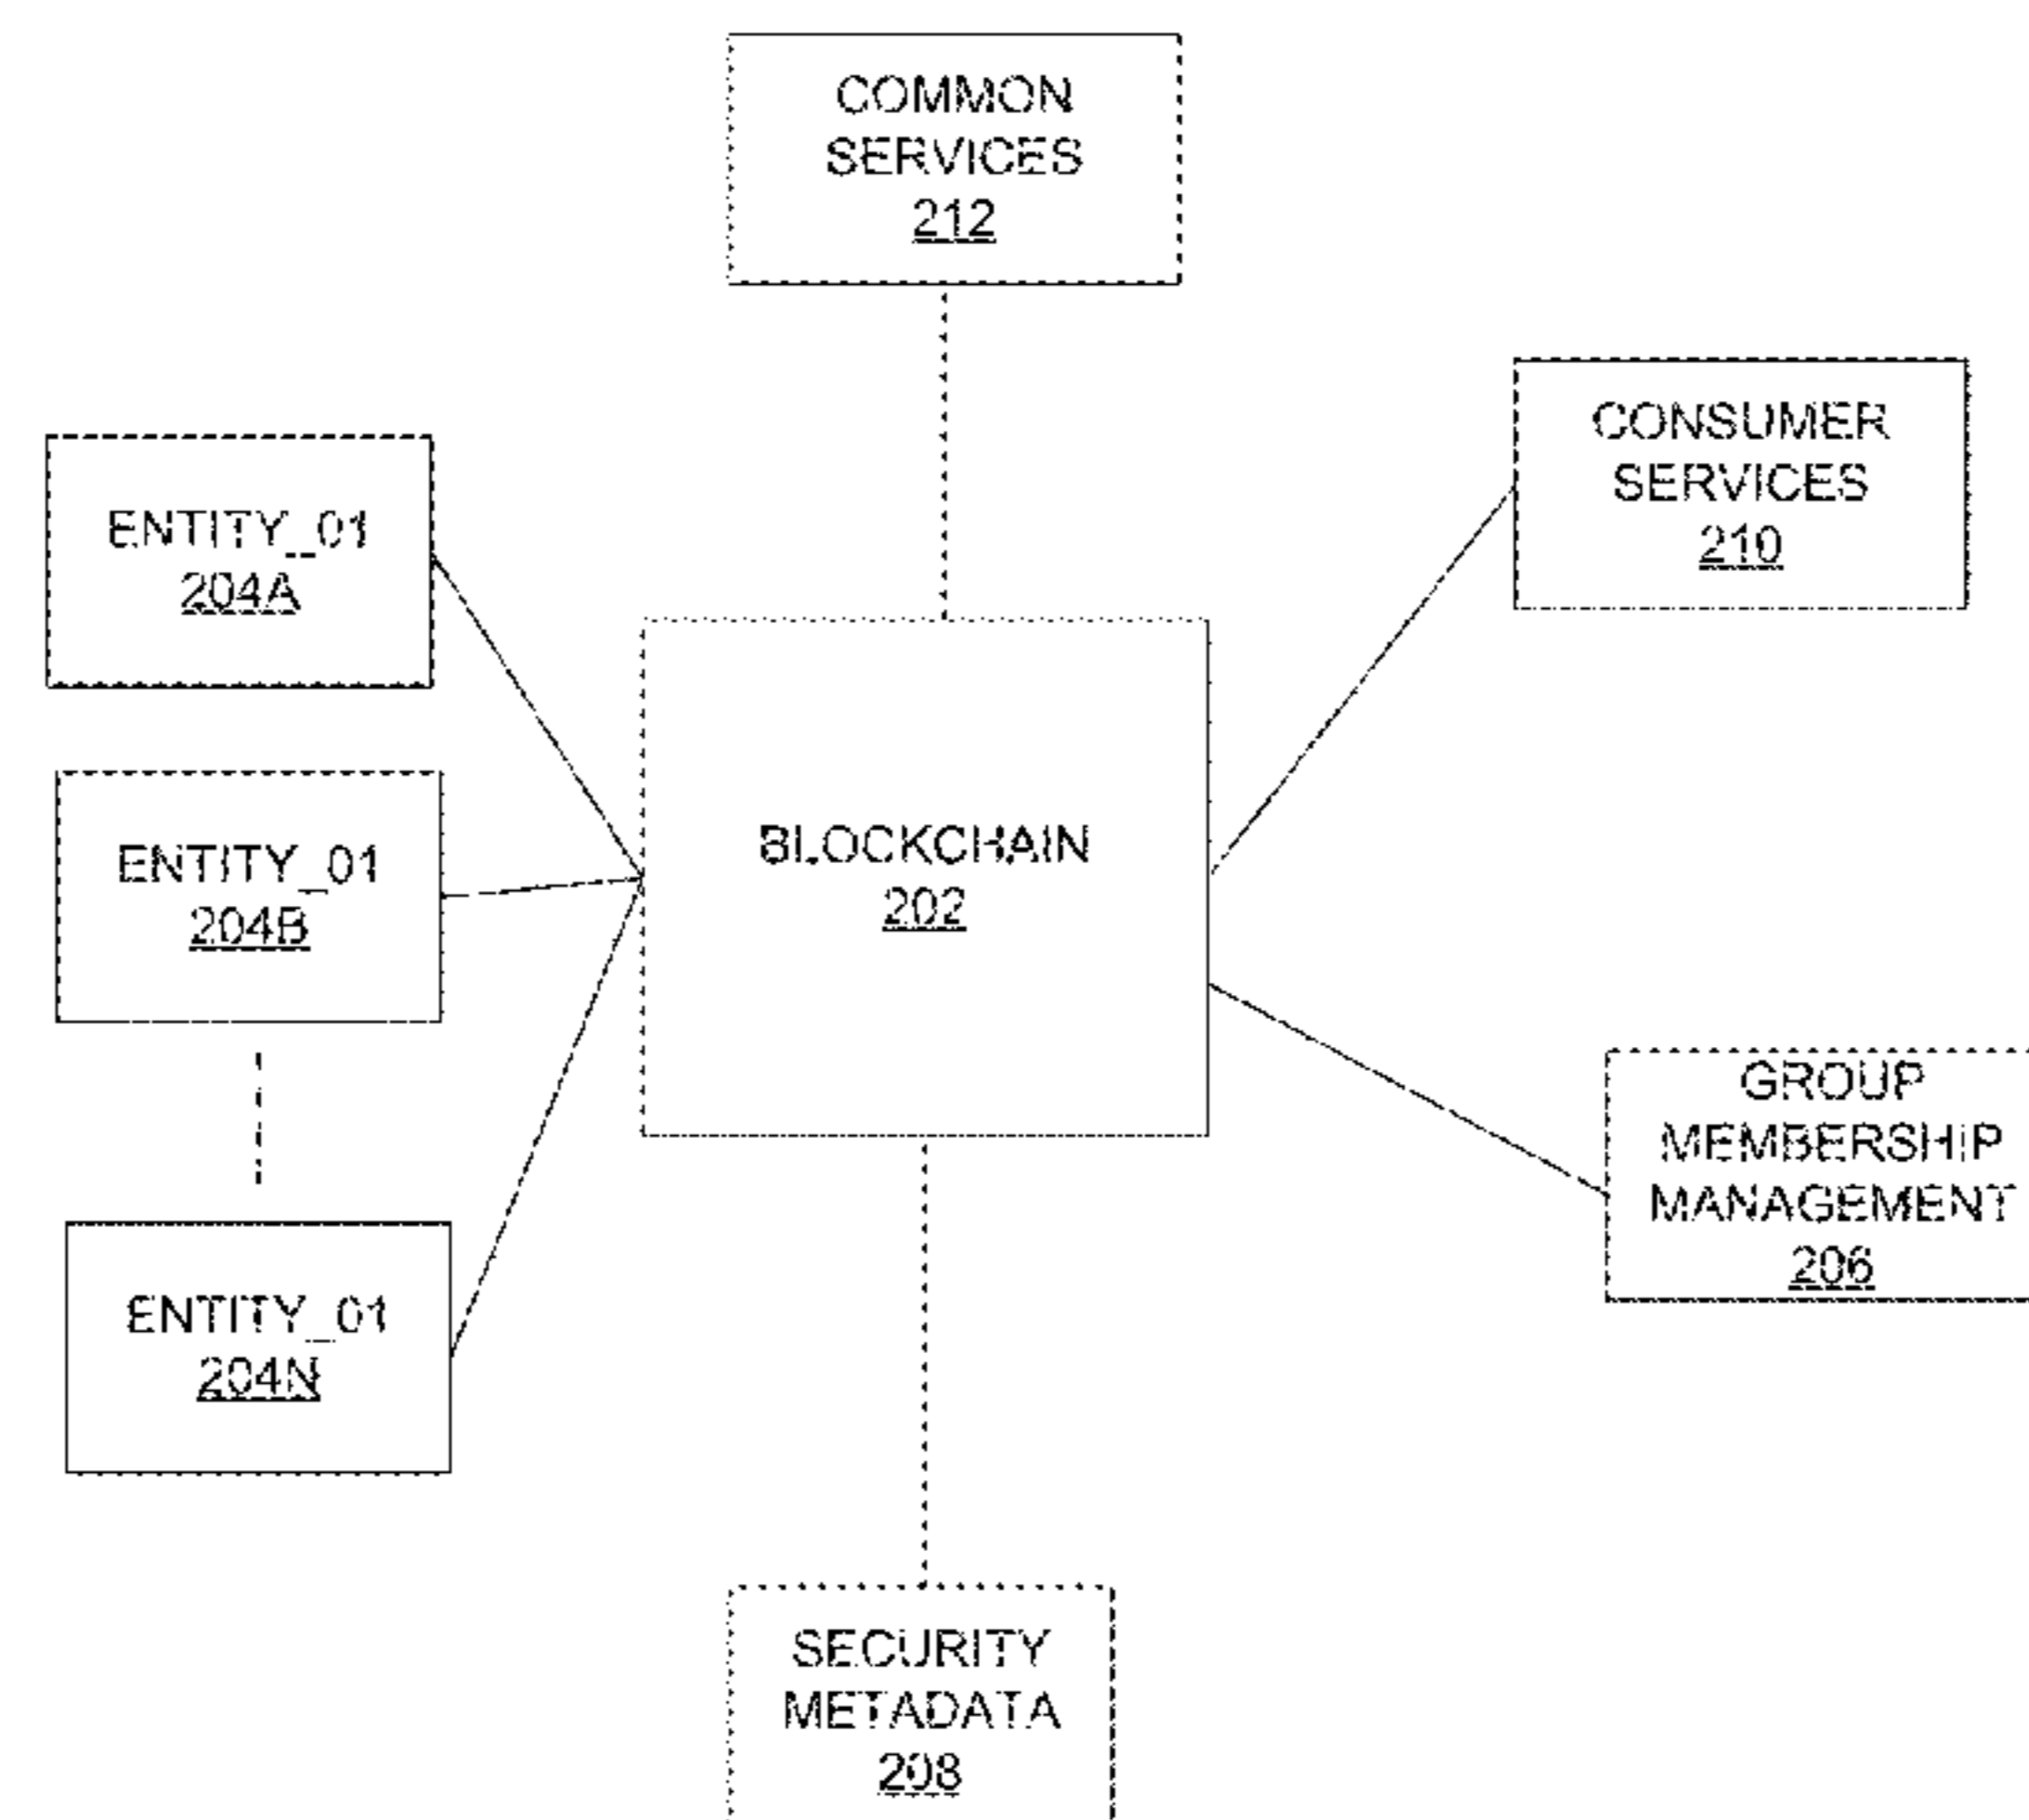 COMMON
SERVICES
212
CONSUMER
SERVICES
210
ENTITY_01
204A
BLOCKCHAIN
202
ENTITY_01
204B
GROUP
MEMBERSHIP
MANAGEMENT
206
ENTITY_01
204N
SECURITY
METADATA
208